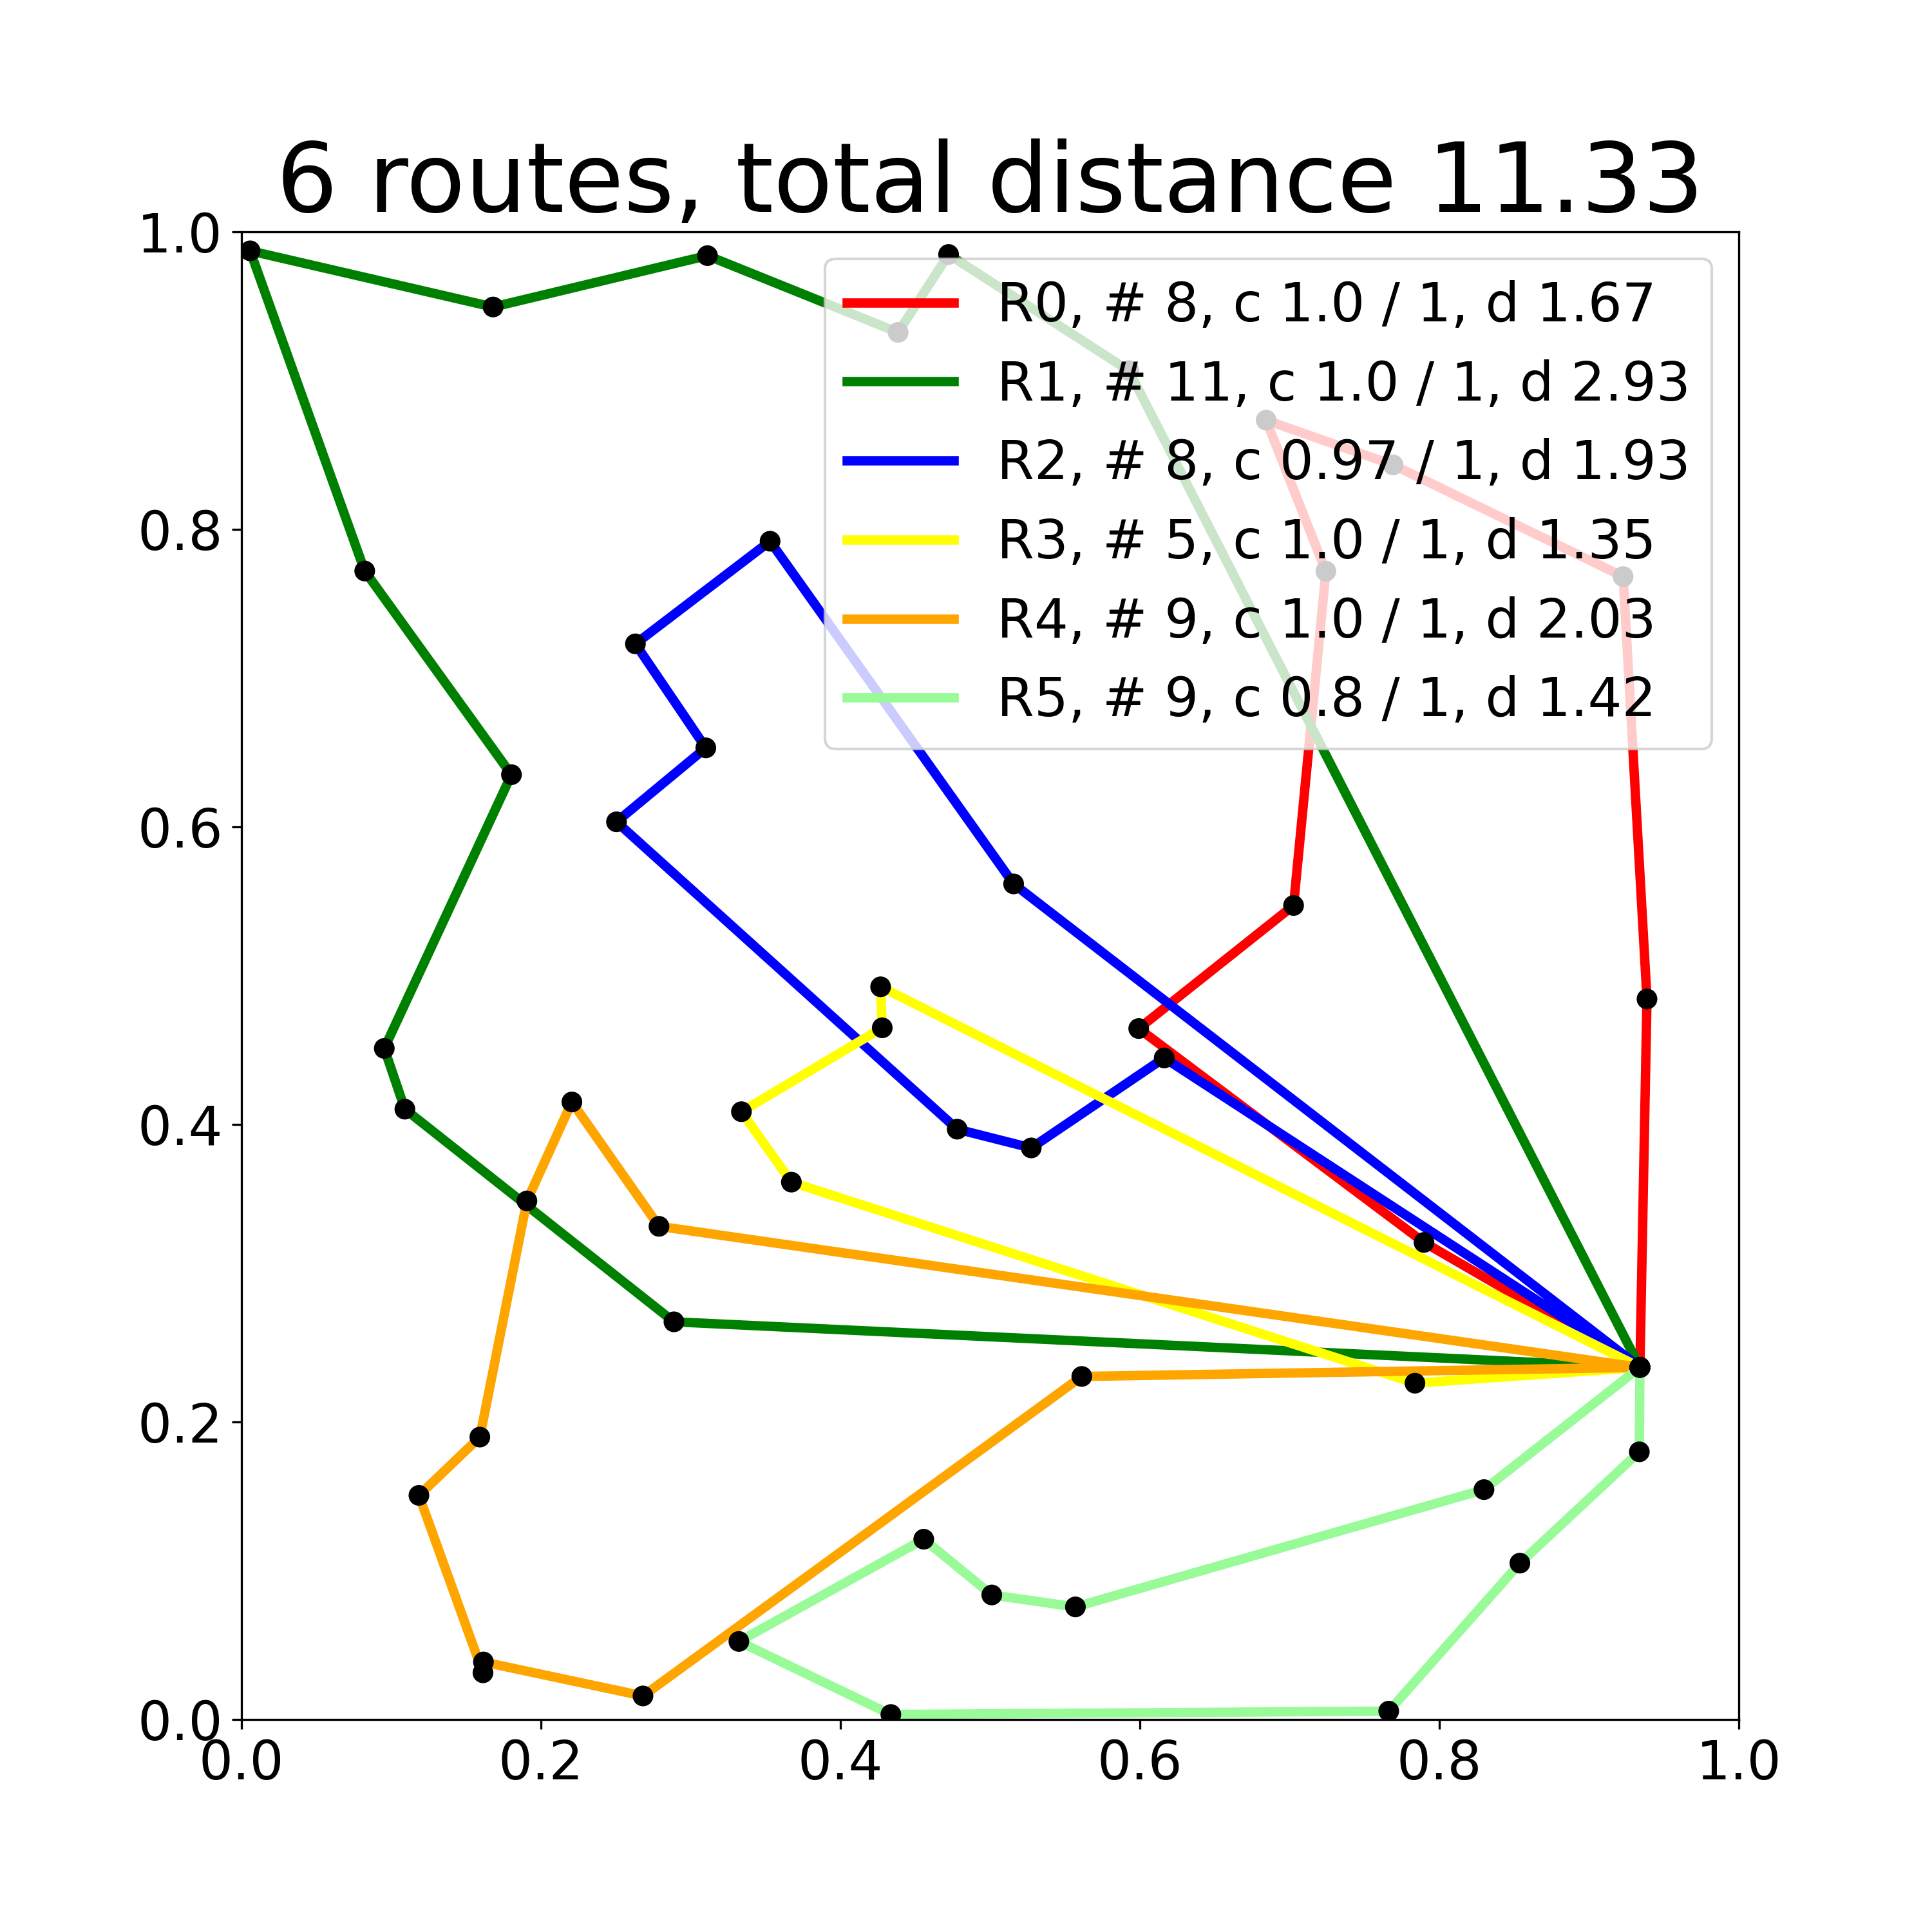 6 routes, total distance 11.33
1.0
R0, # 8, c 1.0 / 1, d 1.67
R1, # 11, c 1.0 / 1, d 2.93
R2, # 8, c 0.97 / 1, d 1.93
0.8
R3, # 5, c 1.0 / 1, d 1.35
R4, # 9, c 1.0 / 1, d 2.03
R5, # 9, c 0.8 / 1, d 1.42
0.6
0.4
0.2
0.0
0.0 0.2 0.4 0.6 0.8 1.0